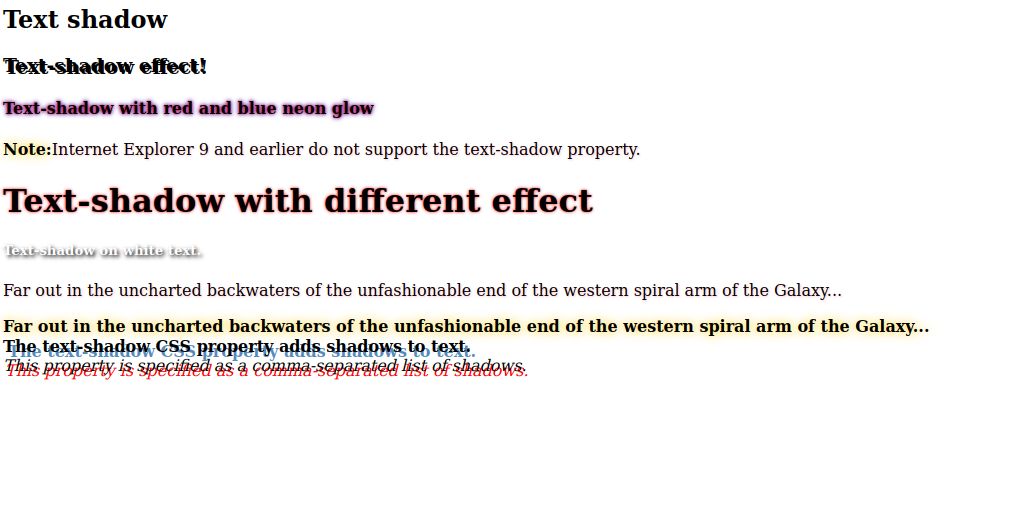 Text shadow
Text-shadow effect!
Text-shadow with red and blue neon glow
Note:Internet Explorer 9 and earlier do not support the text-shadow property.
Text-shadow with different effect
Text-shadow on white text.
Far out in the uncharted backwaters of the unfashionable end of the western spiral arm of the Galaxy...
Far out in the uncharted backwaters of the unfashionable end of the western spiral arm of the Galaxy...
The text-shadow CSS property adds shadows to text.
This property is specified as a comma-separated list of shadows.